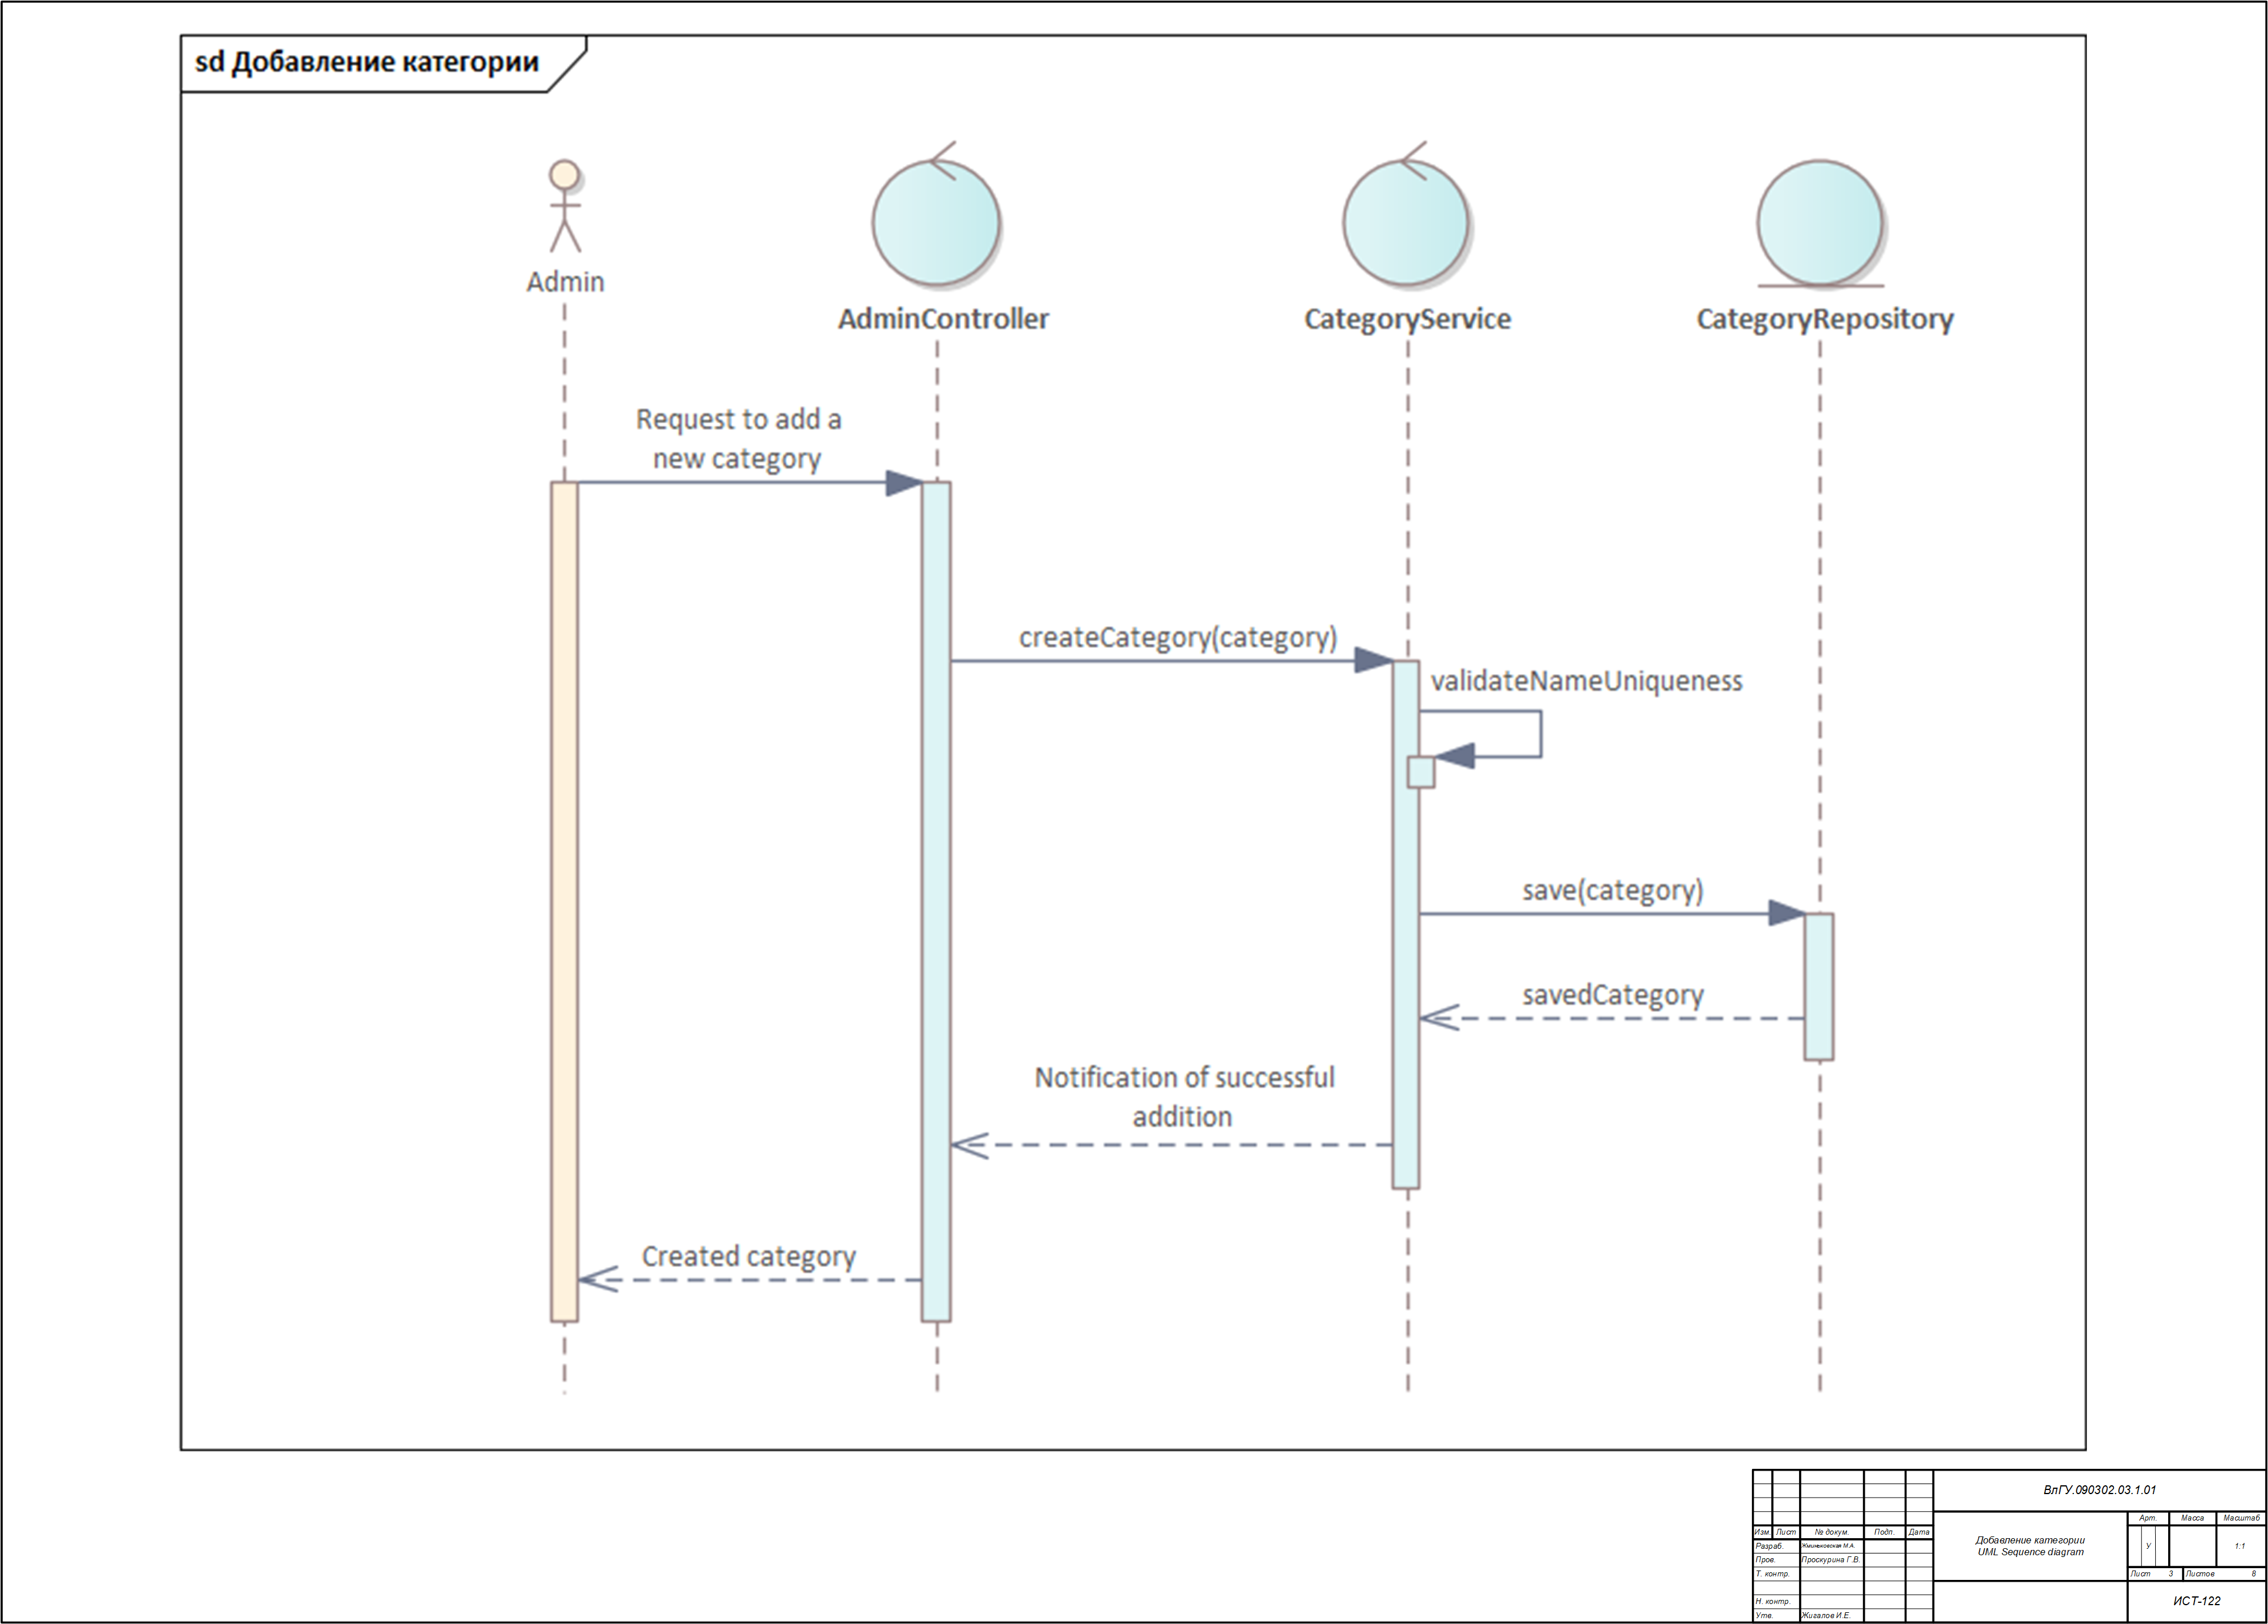 sd Добавление категории
Admin
AdminController
CategoryService
CategoryRepository
Request to add a
new category
createCategory(category)
validateNameUniqueness
save(category)
savedCategory
Notification of successful
addition
Created category
ВлГУ.090302.03.1.01
Изм. Лист № докум. Подп. Дата
Разраб. Жминьковская М.А.
Пров. Проскурина Г.В.
Т. контр.
Н. контр.
Утв. Жигалов И.Е.
Добавление категории
UML Sequence diagram
Арт. Масса Масштаб
У 1:1
Лист 3 Листов 8
ИСТ-122